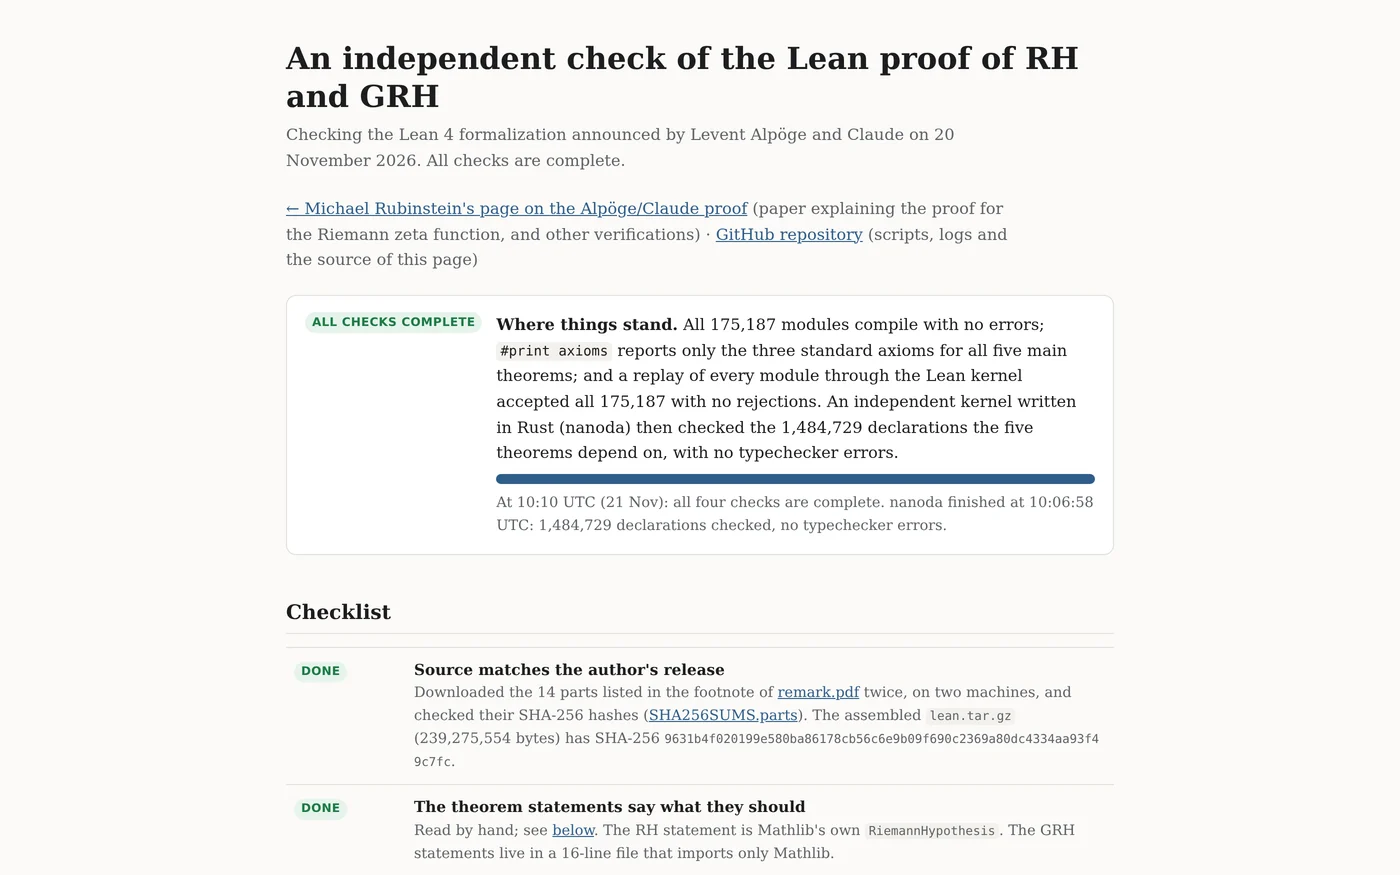 An independent check of the Lean proof of RH
and GRH
Checking the Lean 4 formalization announced by Levent Alpöge and Claude on 20
November 2026. All checks are complete.
← Michael Rubinstein's page on the Alpöge/Claude proof (paper explaining the proof for
the Riemann zeta function, and other verifications) · GitHub repository (scripts, logs and
the source of this page)
ALL CHECKS COMPLETE
Where things stand. All 175,187 modules compile with no errors;
#print axioms reports only the three standard axioms for all five main
theorems; and a replay of every module through the Lean kernel
accepted all 175,187 with no rejections. An independent kernel written
in Rust (nanoda) then checked the 1,484,729 declarations the five
theorems depend on, with no typechecker errors.
At 10:10 UTC (21 Nov): all four checks are complete. nanoda finished at 10:06:58
UTC: 1,484,729 declarations checked, no typechecker errors.
Checklist
DONE
Source matches the author's release
Downloaded the 14 parts listed in the footnote of remark.pdf twice, on two machines, and
checked their SHA-256 hashes (SHA256SUMS.parts). The assembled lean.tar.gz
(239,275,554 bytes) has SHA-256 9631b4f020199e580ba86178cb56c6e9b09f690c2369a80dc4334aa93f4
9c7fc.
DONE
The theorem statements say what they should
Read by hand; see below. The RH statement is Mathlib's own RiemannHypothesis. The GRH
statements live in a 16-line file that imports only Mathlib.